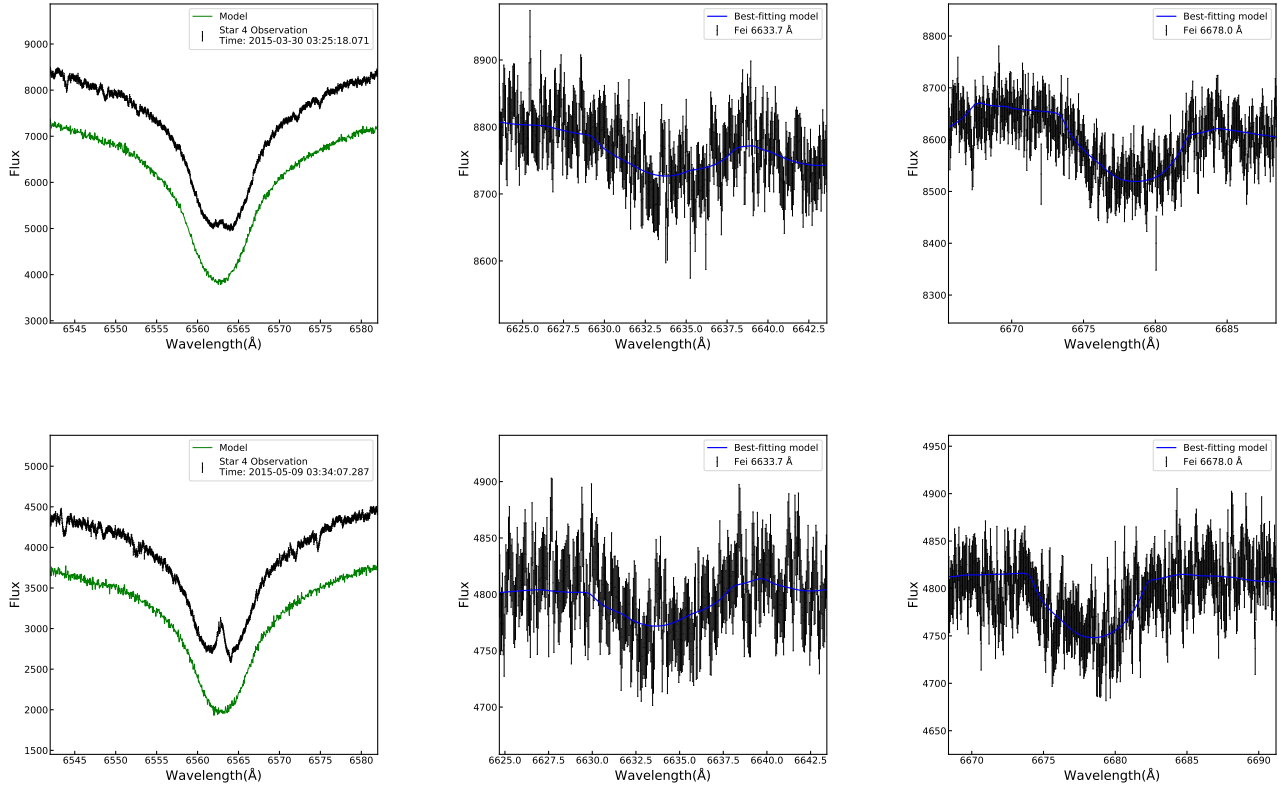 Model
Star 4 Observation
Time: 2015-03-30 03:25:18.071
9000
8000
7000
6000
5000
4000
3000
Flux
6545 6550 6555 6560 6565 6570 6575 6580
Wavelength(Å)
Best-fitting model
Fei 6633.7 Å
8900
8800
8700
8600
Flux
6625.0 6627.5 6630.0 6632.5 6635.0 6637.5 6640.0 6642.5
Wavelength(Å)
Best-fitting model
Fei 6678.0 Å
8800
8700
8600
8500
8400
8300
Flux
6670 6675 6680 6685
Wavelength(Å)
Model
Star 4 Observation
Time: 2015-05-09 03:34:07.287
5000
4500
4000
3500
3000
2500
2000
1500
Flux
6545 6550 6555 6560 6565 6570 6575 6580
Wavelength(Å)
Best-fitting model
Fei 6633.7 Å
4900
4850
4800
4750
4700
Flux
6625.0 6627.5 6630.0 6632.5 6635.0 6637.5 6640.0 6642.5
Wavelength(Å)
Best-fitting model
Fei 6678.0 Å
4950
4900
4850
4800
4750
4700
4650
Flux
6670 6675 6680 6685 6690
Wavelength(Å)